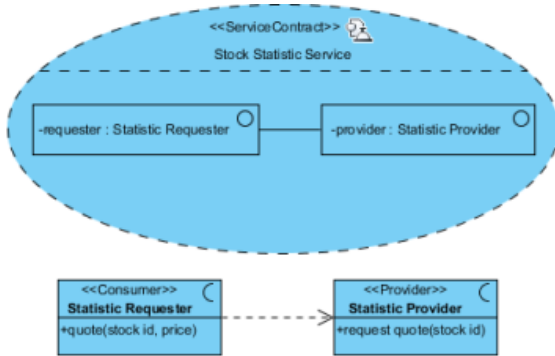 <<ServiceContract>>
Stock Statistic Service
-requester : Statistic Requester
-provider : Statistic Provider
<<Consumer>>
Statistic Requester
+quote(stock id, price)
<<Provider>>
Statistic Provider
+request quote(stock id)